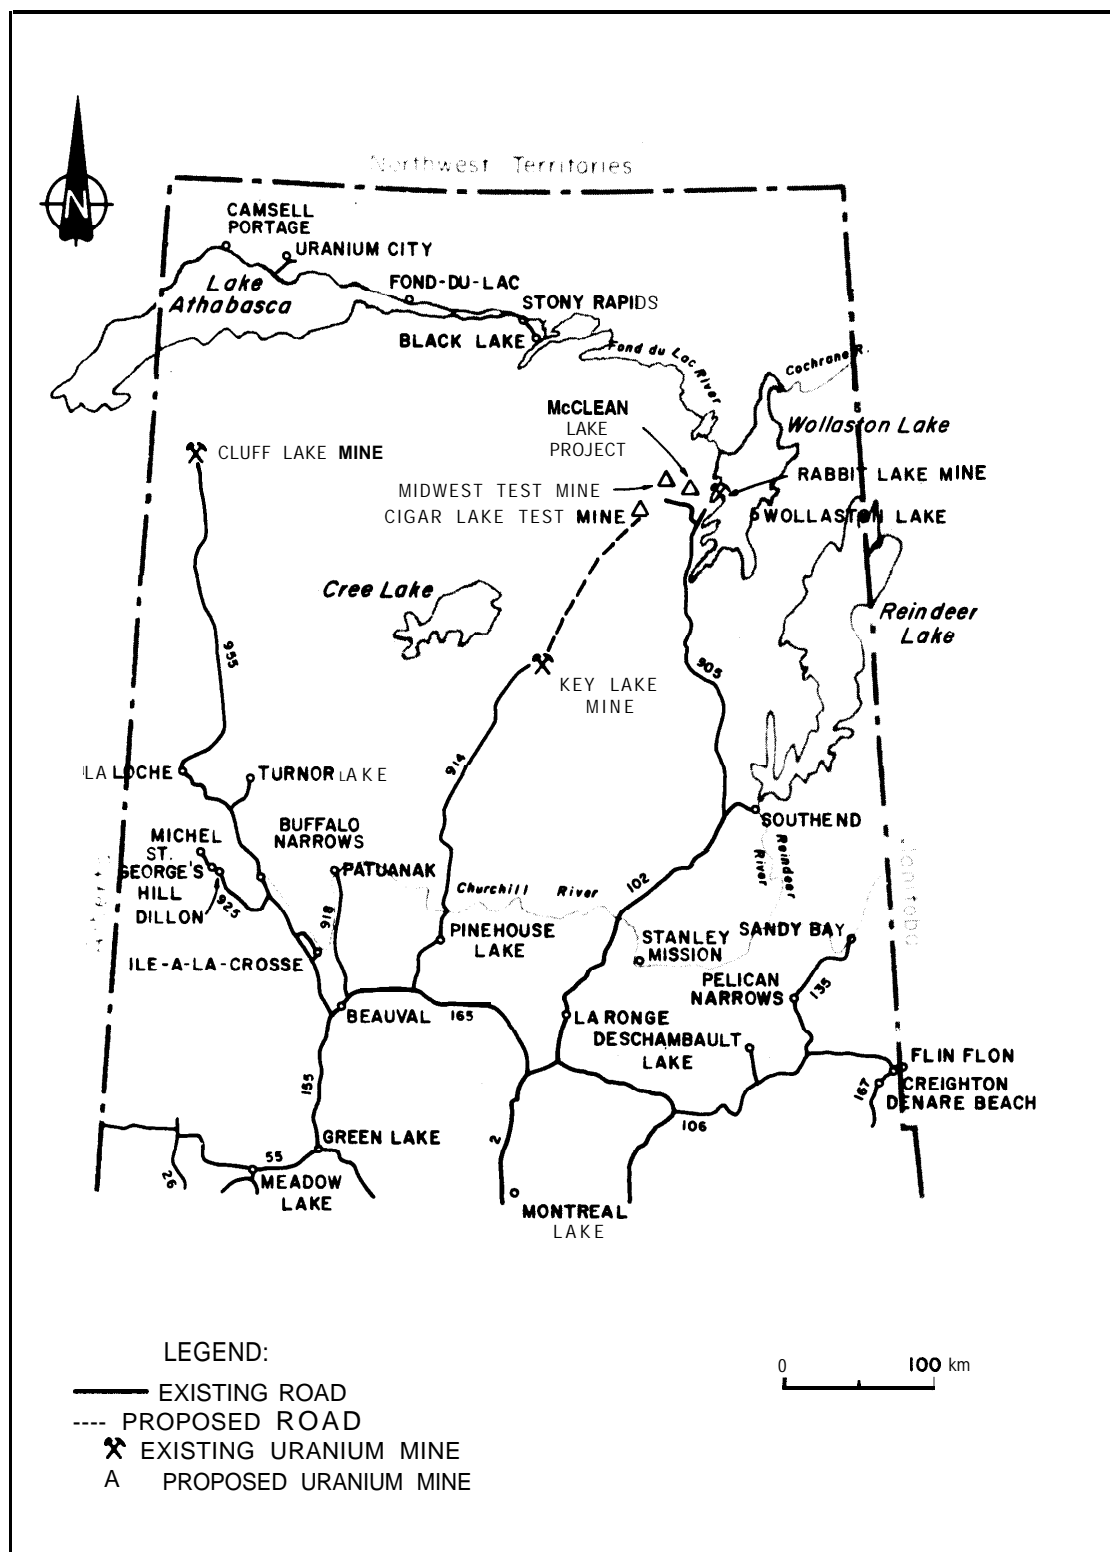 Northwest Territories
N
CAMSELL
PORTAGE
URANIUM CITY
Lake
Athabasca
FOND-DU-LAC
STONY RAPIDS
BLACK LAKE
Fond du Lac River
Cochrane R.
McCLEAN
LAKE
PROJECT
Wollaston Lake
CLUFF LAKE MINE
RABBIT LAKE MINE
MIDWEST TEST MINE
CIGAR LAKE TEST MINE
WOLLASTON LAKE
Cree Lake
Reindeer
Lake
955
905
KEY LAKE
MINE
914
LA LOCHE
TURNOR LAKE
SOUTHEND
MICHEL
ST.
GEORGE'S
HILL
DILLON
925
BUFFALO
NARROWS
PATUANAK
918
Churchill River
102
Reindeer
River
PINEHOUSE
LAKE
STANLEY
MISSION
SANDY BAY
ILE-A-LA-CROSSE
PELICAN
NARROWS
135
BEAUVAL
165
LA RONGE
DESCHAMBAULT
LAKE
FLIN FLON
CREIGHTON
DENARE BEACH
167
155
106
2
GREEN LAKE
55
26
MEADOW
LAKE
MONTREAL
LAKE
LEGEND:
EXISTING ROAD
---- PROPOSED ROAD
EXISTING URANIUM MINE
A PROPOSED URANIUM MINE
0 100 km